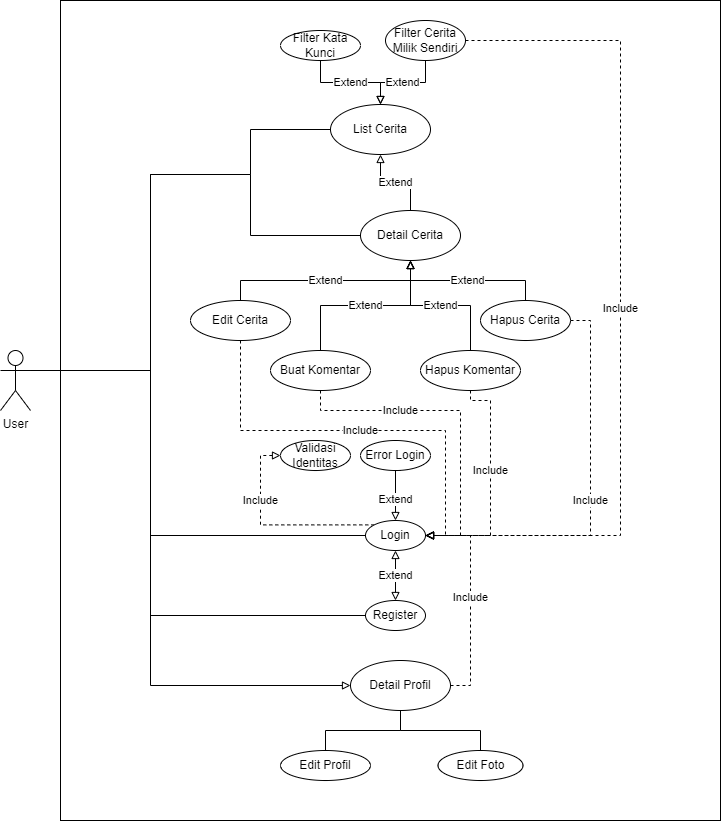 Filter Kata
Kunci
Filter Cerita
Milik Sendiri
Extend
Extend
List Cerita
Extend
Detail Cerita
Extend
Extend
Extend
Extend
Include
Edit Cerita
Hapus Cerita
Buat Komentar
Hapus Komentar
User
Include
Include
Validasi
Identitas
Error Login
Include
Include
Extend
Include
Login
Extend
Include
Register
Detail Profil
Edit Profil
Edit Foto